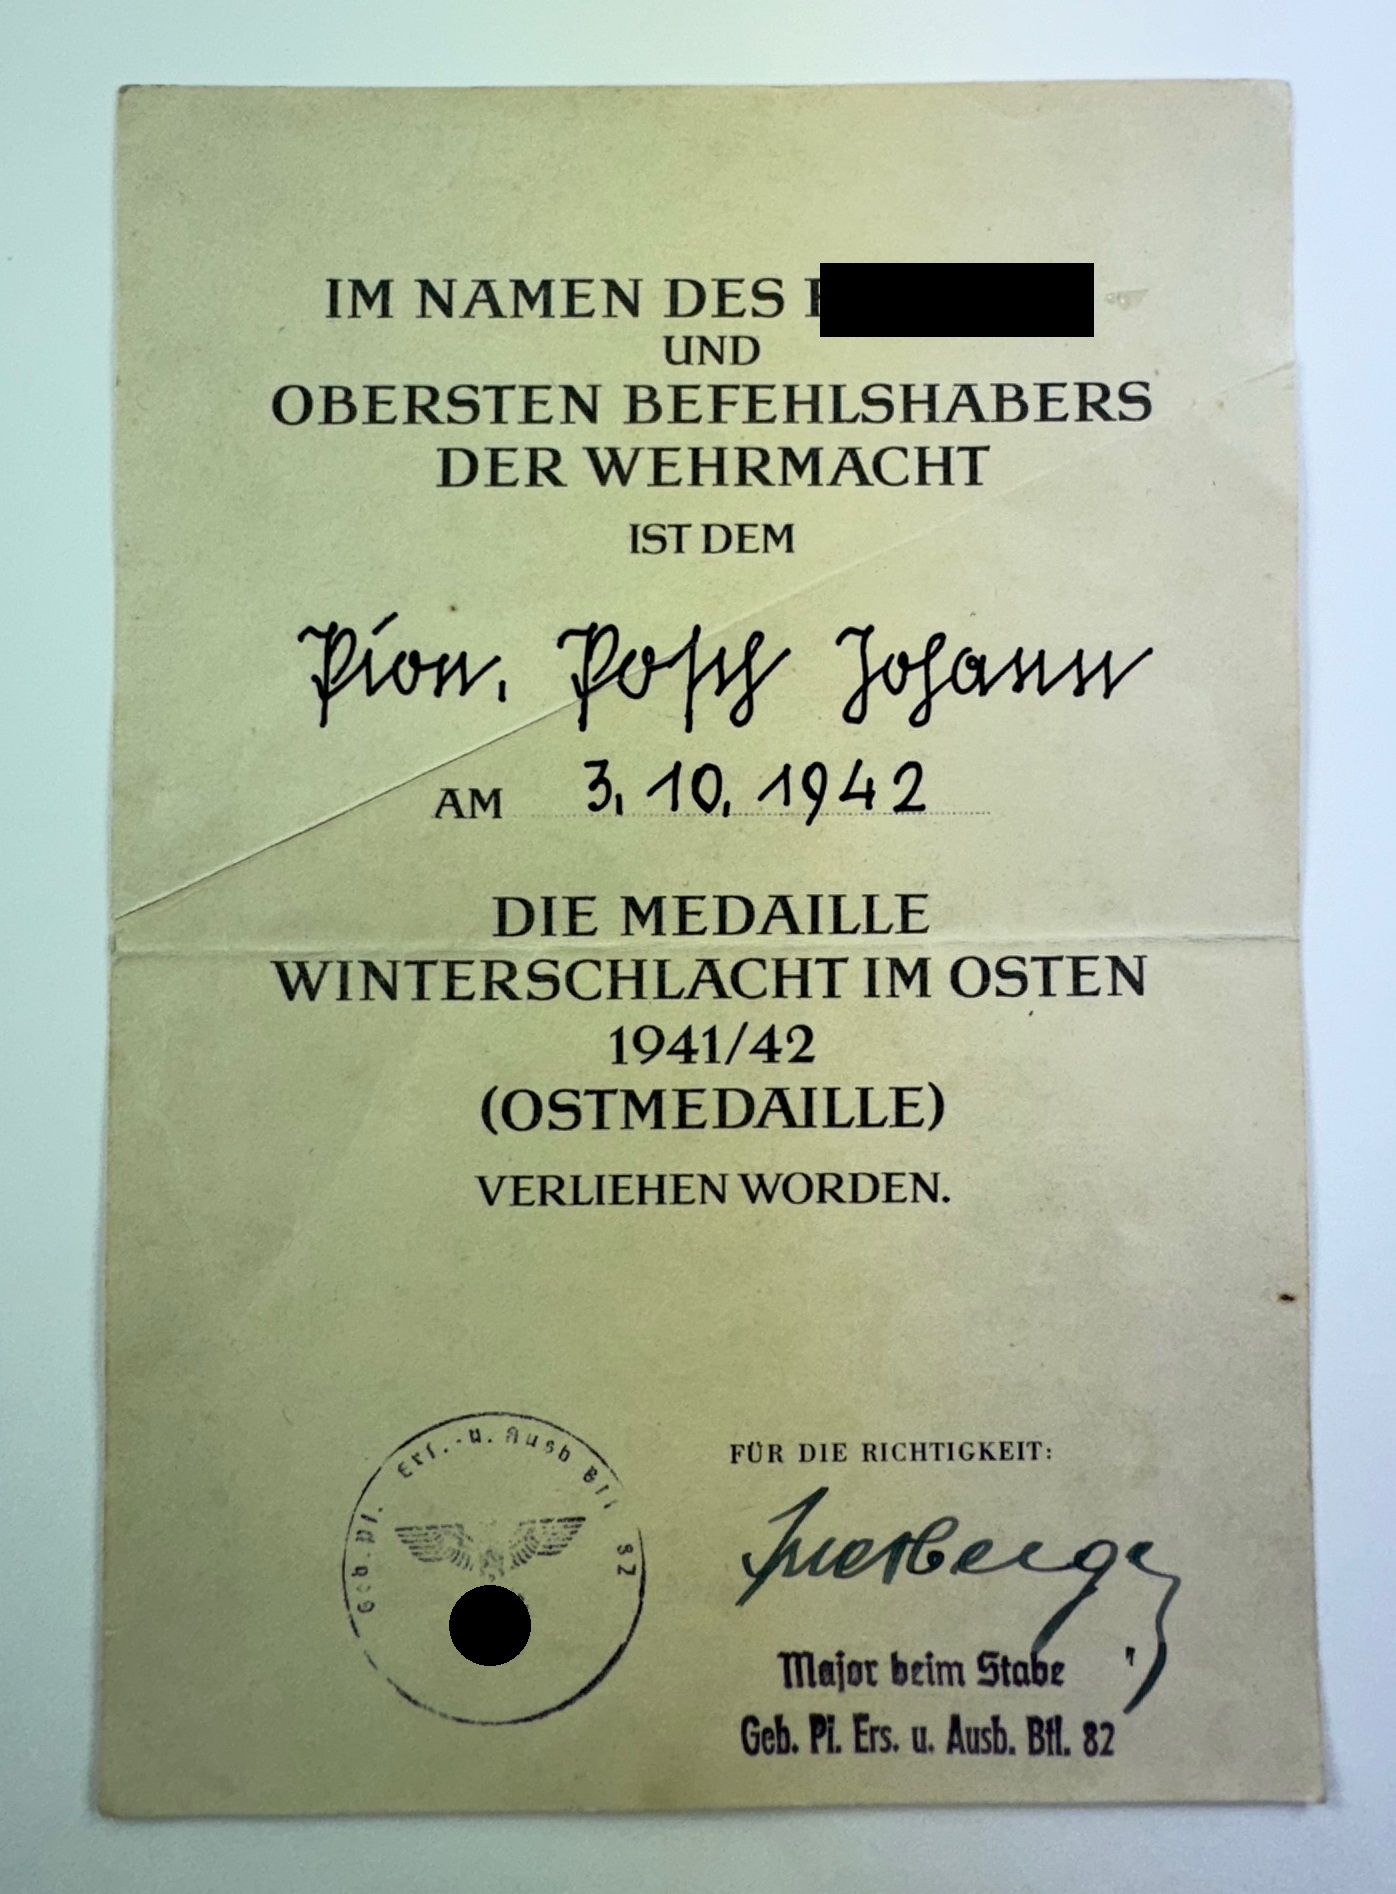 IM NAMEN DES
UND
OBERSTEN BEFEHLSHABERS
DER WEHRMACHT
IST DEM
Pion. Posch Johann
AM 3.10.1942
DIE MEDAILLE
WINTERSCHLACHT IM OSTEN
1941/42
(OSTMEDAILLE)
VERLIEHEN WORDEN.
Geb. Pi. Ers.- u. Ausb Btl 82
FÜR DIE RICHTIGKEIT:
Major beim Stabe
Geb. Pi. Ers. u. Ausb. Btl. 82